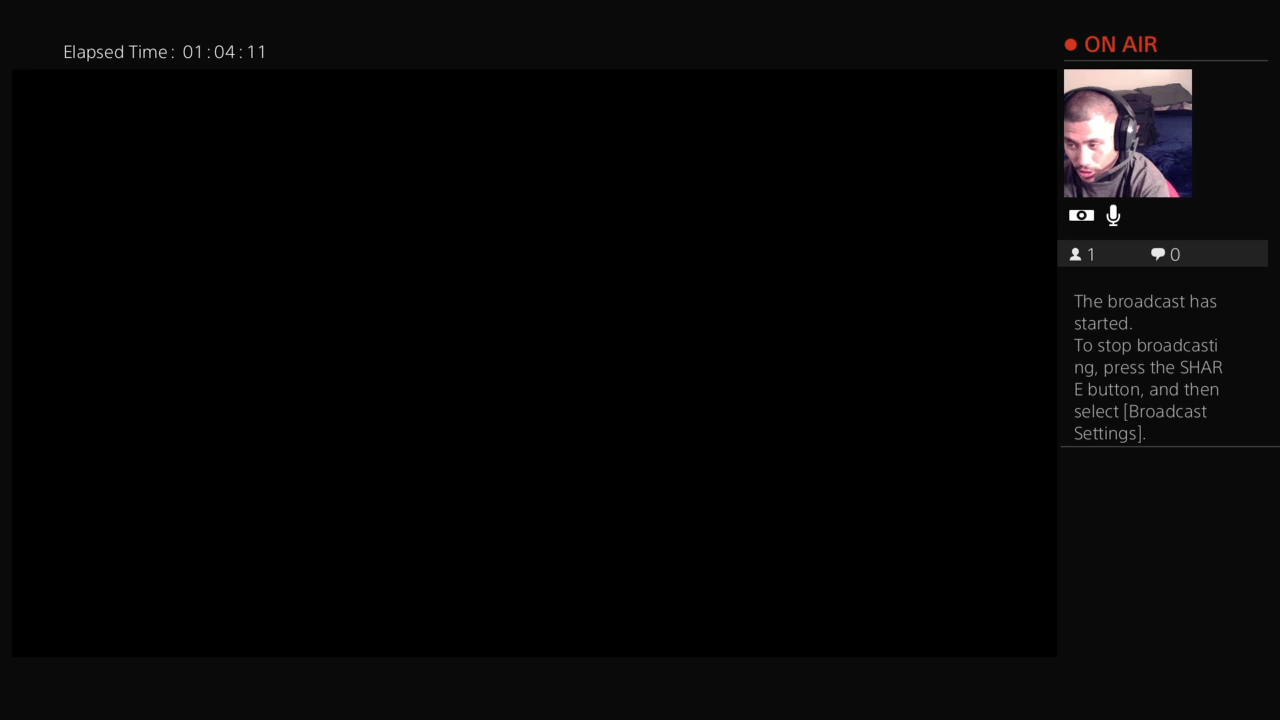 Elapsed Time: 01:04:11
ON AIR
1 0
The broadcast has
started.
To stop broadcasti
ng, press the SHAR
E button, and then
select [Broadcast
Settings].